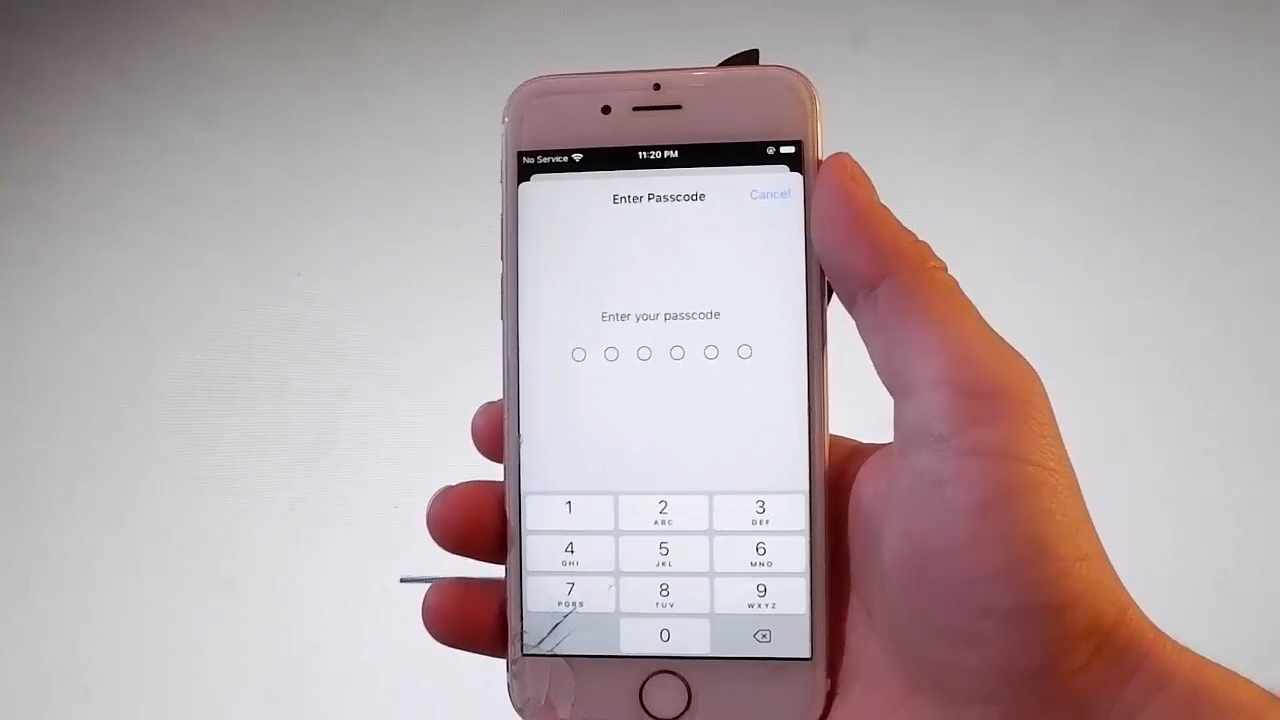 No Service 11:20 PM
Enter Passcode Cancel
Enter your passcode
1 2 3
ABC DEF
4 5 6
GHI JKL MNO
7 8 9
PQRS TUV WXYZ
0